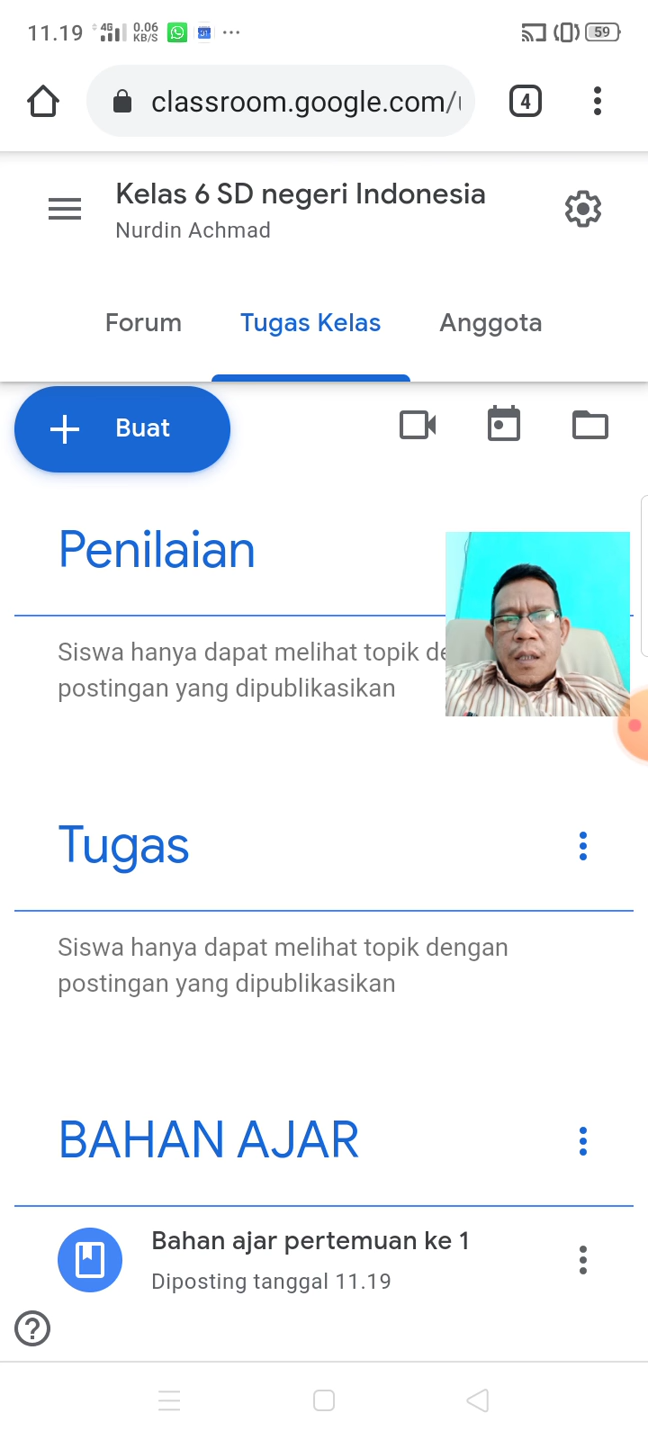 11.19 4G 0.06 KB/S 59
classroom.google.com/ 4
Kelas 6 SD negeri Indonesia
Nurdin Achmad
Forum Tugas Kelas Anggota
Buat
Penilaian
Siswa hanya dapat melihat topik
postingan yang dipublikasikan
Tugas
Siswa hanya dapat melihat topik dengan
postingan yang dipublikasikan
BAHAN AJAR
Bahan ajar pertemuan ke 1
Diposting tanggal 11.19
?